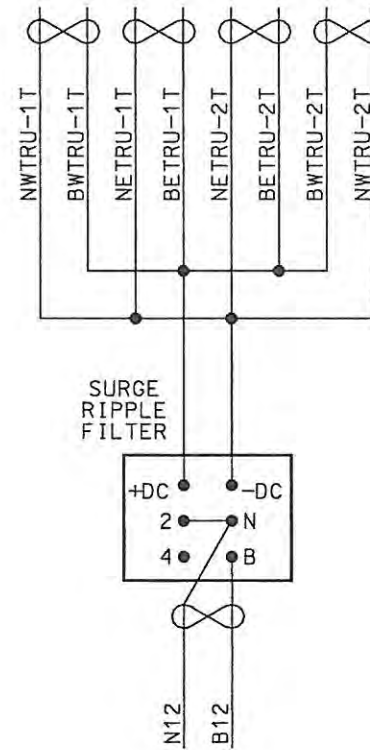 NWTRU-1T
BWTRU-1T
NETRU-1T
BETRU-1T
NETRU-2T
BETRU-2T
BWTRU-2T
NWTRU-2T
SURGE
RIPPLE
FILTER
+DC -DC
2 N
4 B
N12
B12